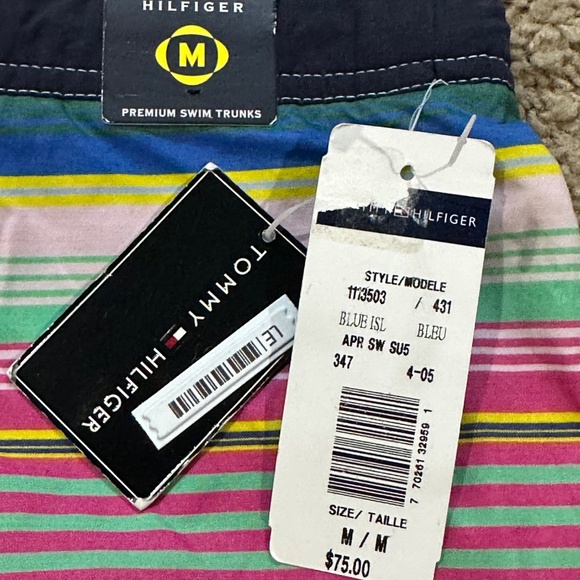 HILFIGER
M
PREMIUM SWIM TRUNKS
TOMMY HILFIGER
HILFIGER
STYLE/MODELE
1113503 / 431
BLUE ISL BLEU
APR SW SU5
347 4-05
7 70261 32959 1
SIZE/ TAILLE
M / M
$75.00